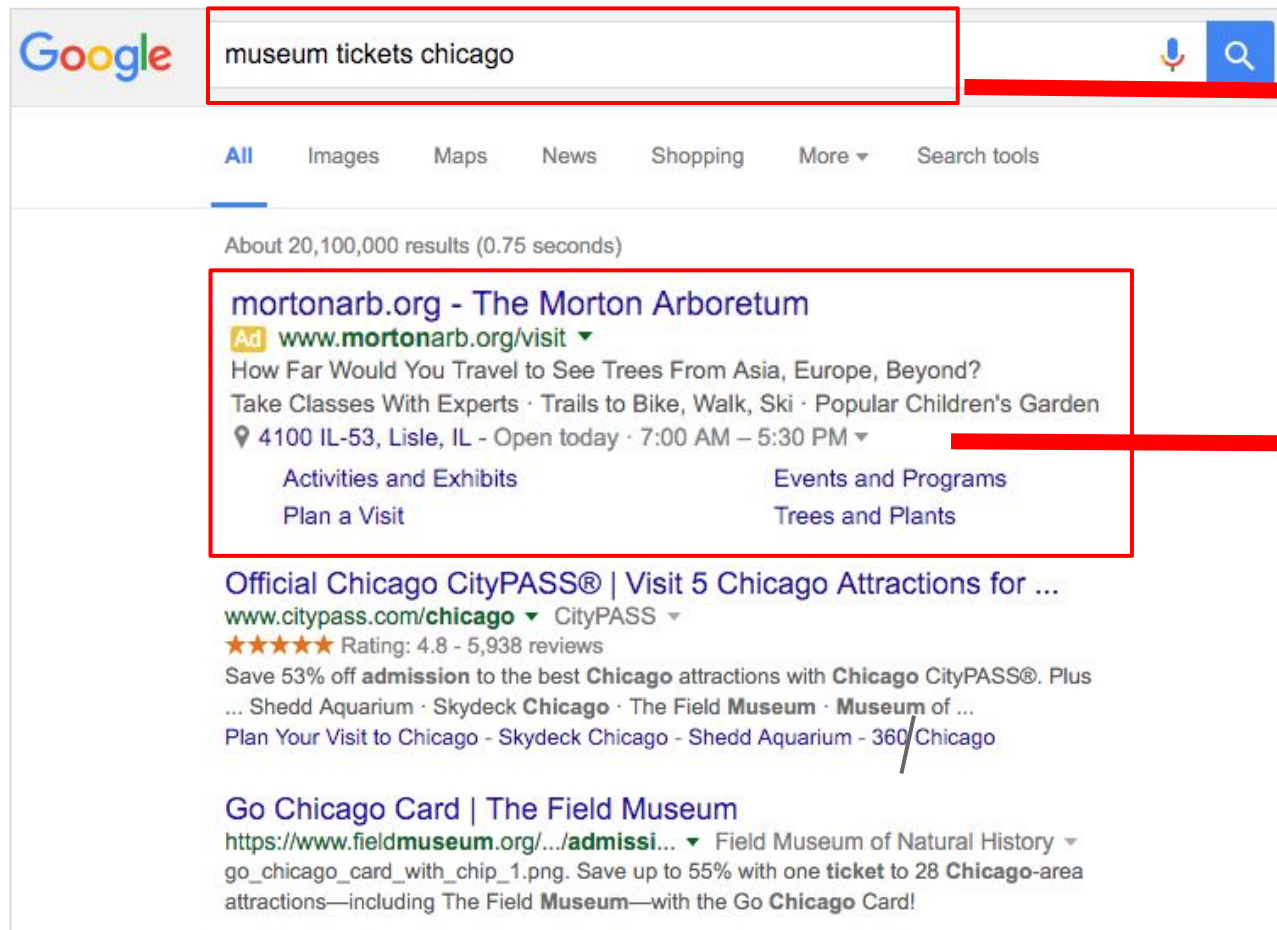 Google museum tickets chicago
All Images Maps News Shopping More Search tools
About 20,100,000 results (0.75 seconds)
mortonarb.org - The Morton Arboretum
Ad www.mortonarb.org/visit
How Far Would You Travel to See Trees From Asia, Europe, Beyond?
Take Classes With Experts · Trails to Bike, Walk, Ski · Popular Children's Garden
4100 IL-53, Lisle, IL - Open today · 7:00 AM – 5:30 PM
Activities and Exhibits Events and Programs
Plan a Visit Trees and Plants
Official Chicago CityPASS® | Visit 5 Chicago Attractions for ...
www.citypass.com/chicago CityPASS
Rating: 4.8 - 5,938 reviews
Save 53% off admission to the best Chicago attractions with Chicago CityPASS®. Plus
... Shedd Aquarium · Skydeck Chicago · The Field Museum · Museum of ...
Plan Your Visit to Chicago - Skydeck Chicago - Shedd Aquarium - 360 Chicago
Go Chicago Card | The Field Museum
https://www.fieldmuseum.org/.../admissi... Field Museum of Natural History
go_chicago_card_with_chip_1.png. Save up to 55% with one ticket to 28 Chicago-area
attractions—including The Field Museum—with the Go Chicago Card!